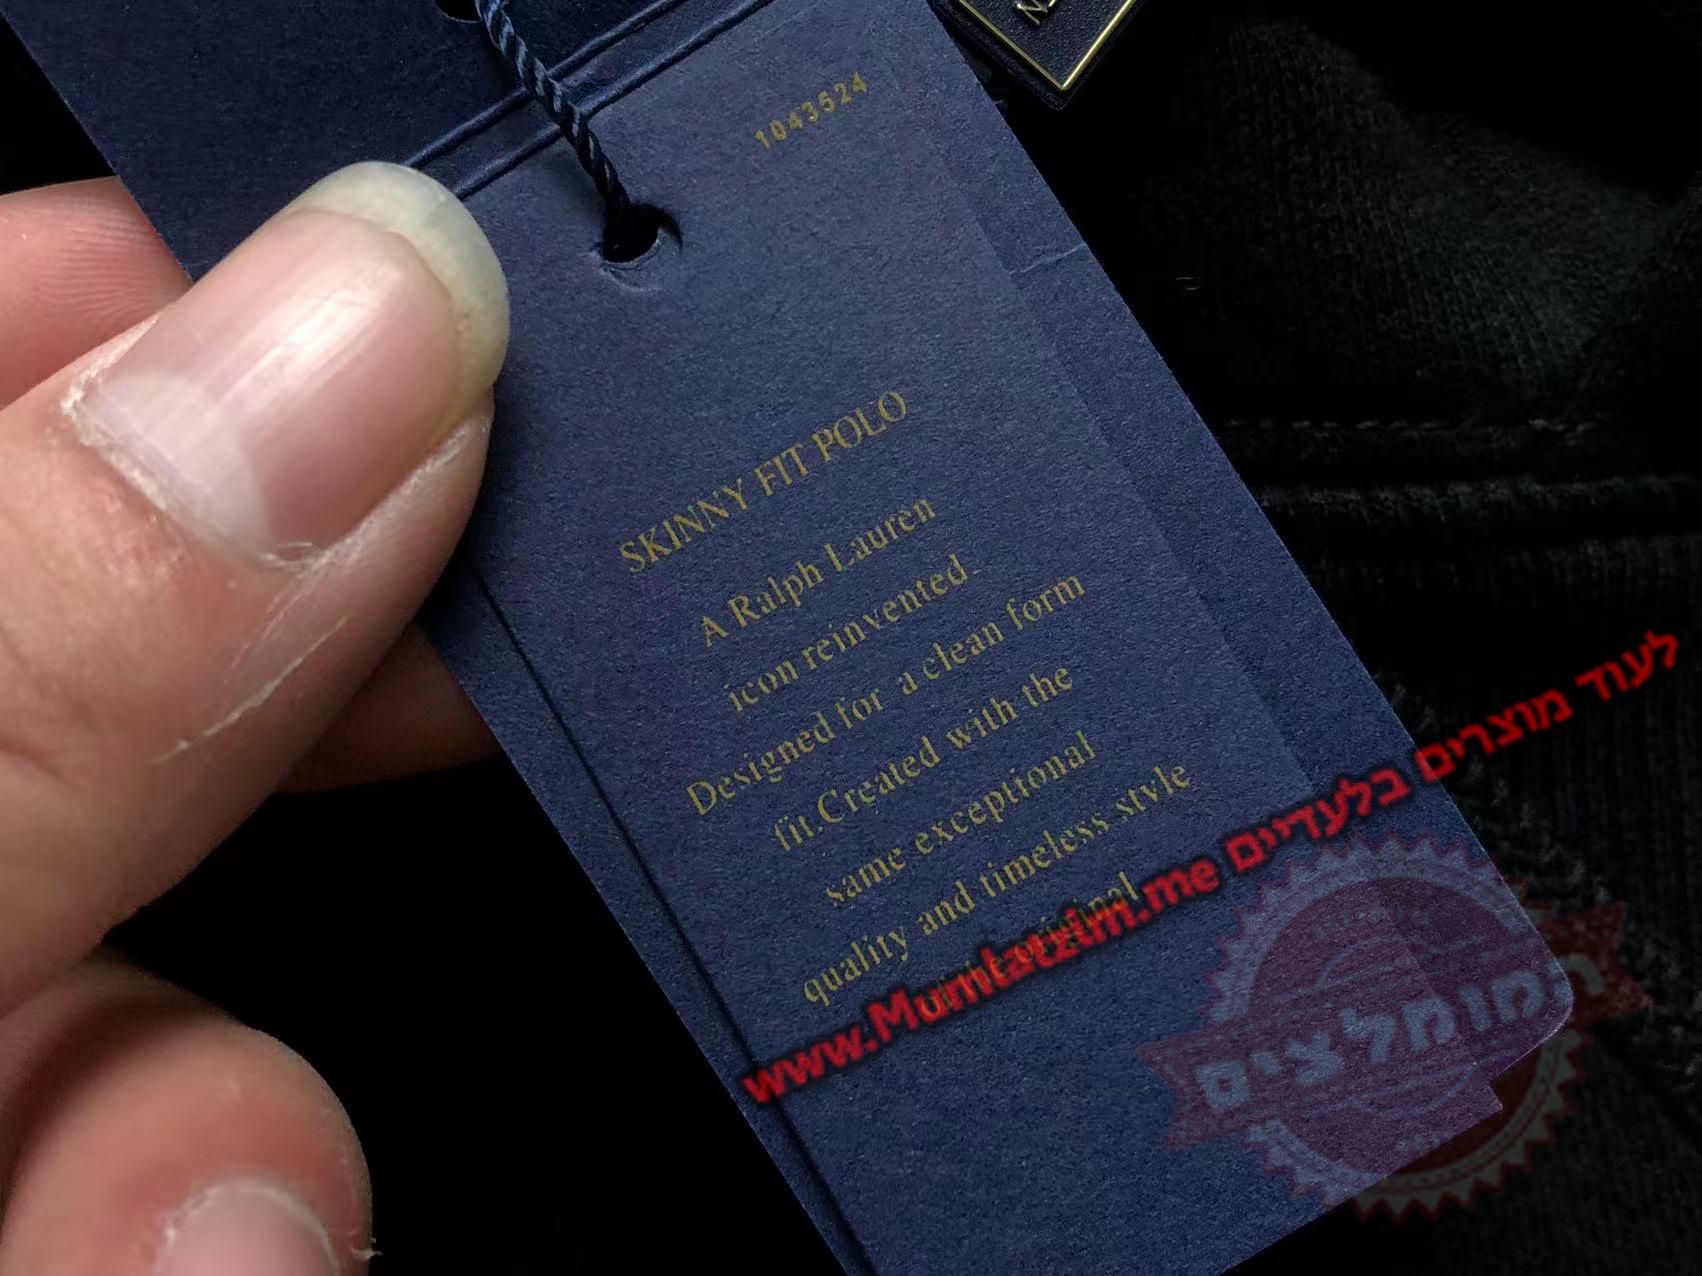 1043524
SKINNY FIT POLO
A Ralph Lauren
icon reinvented.
Designed for a clean form
fit.Created with the
same exceptional
quality and timeless style
original
לעוד מוצרים בלעדיים www.Mumlatzim.me
המומלצים